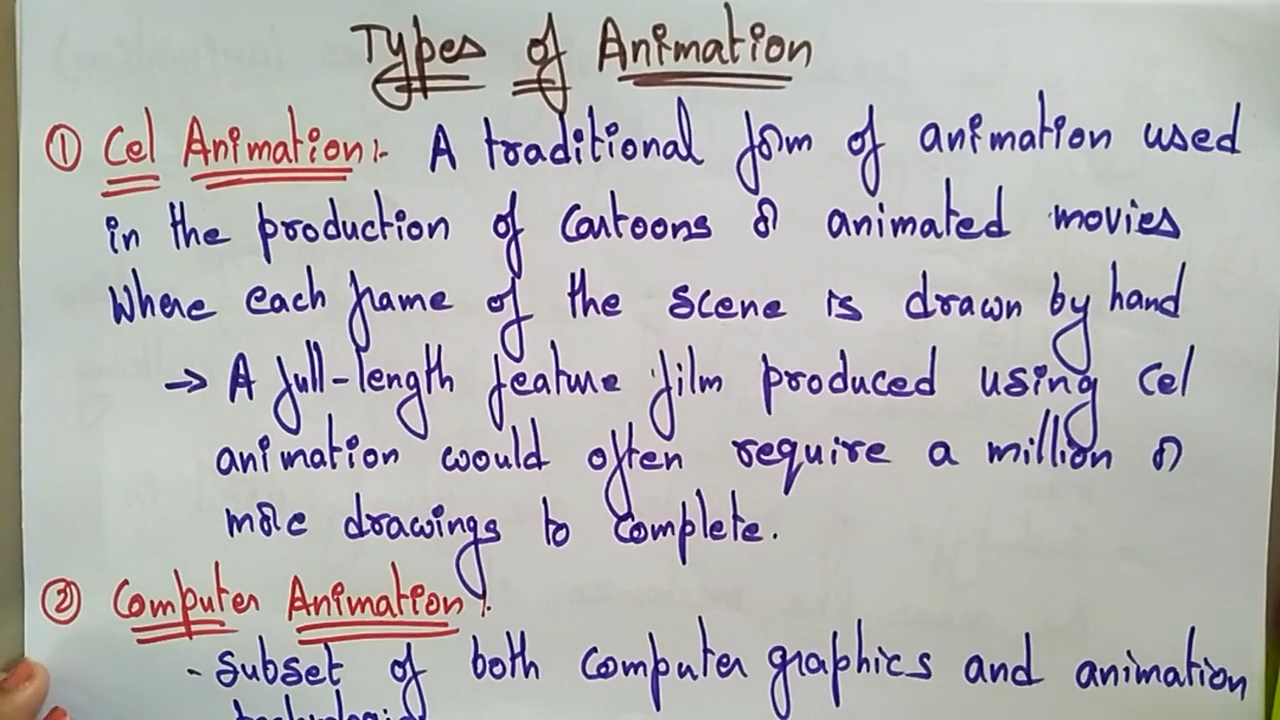 Types of Animation
① Cel Animation:- A traditional form of animation used
in the production of cartoons or animated movies
Where each frame of the scene is drawn by hand
→ A full-length feature film produced using cel
animation would often require a million or
more drawings to complete.
② Computer Animation:
- Subset of both computer graphics and animation